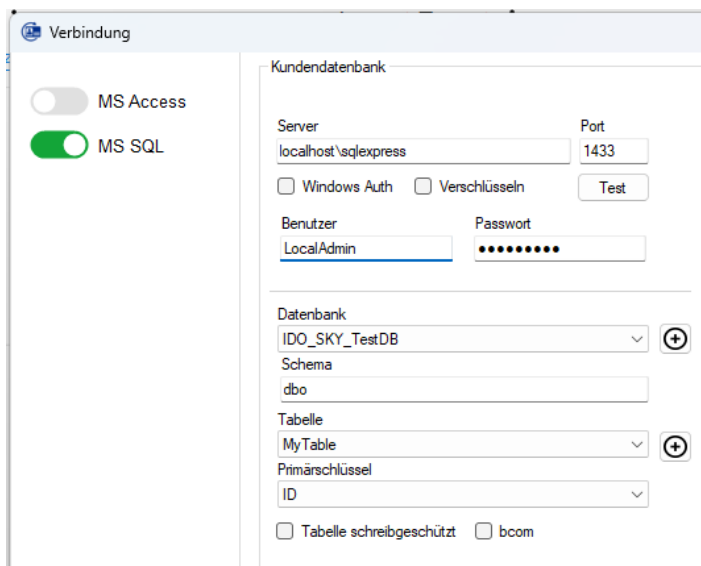 Verbindung
MS Access
MS SQL
Kundendatenbank
Server Port
localhost\sqlexpress 1433
Windows Auth Verschlüsseln Test
Benutzer Passwort
LocalAdmin •••••••••
Datenbank
IDO_SKY_TestDB
Schema
dbo
Tabelle
MyTable
Primärschlüssel
ID
Tabelle schreibgeschützt bcom